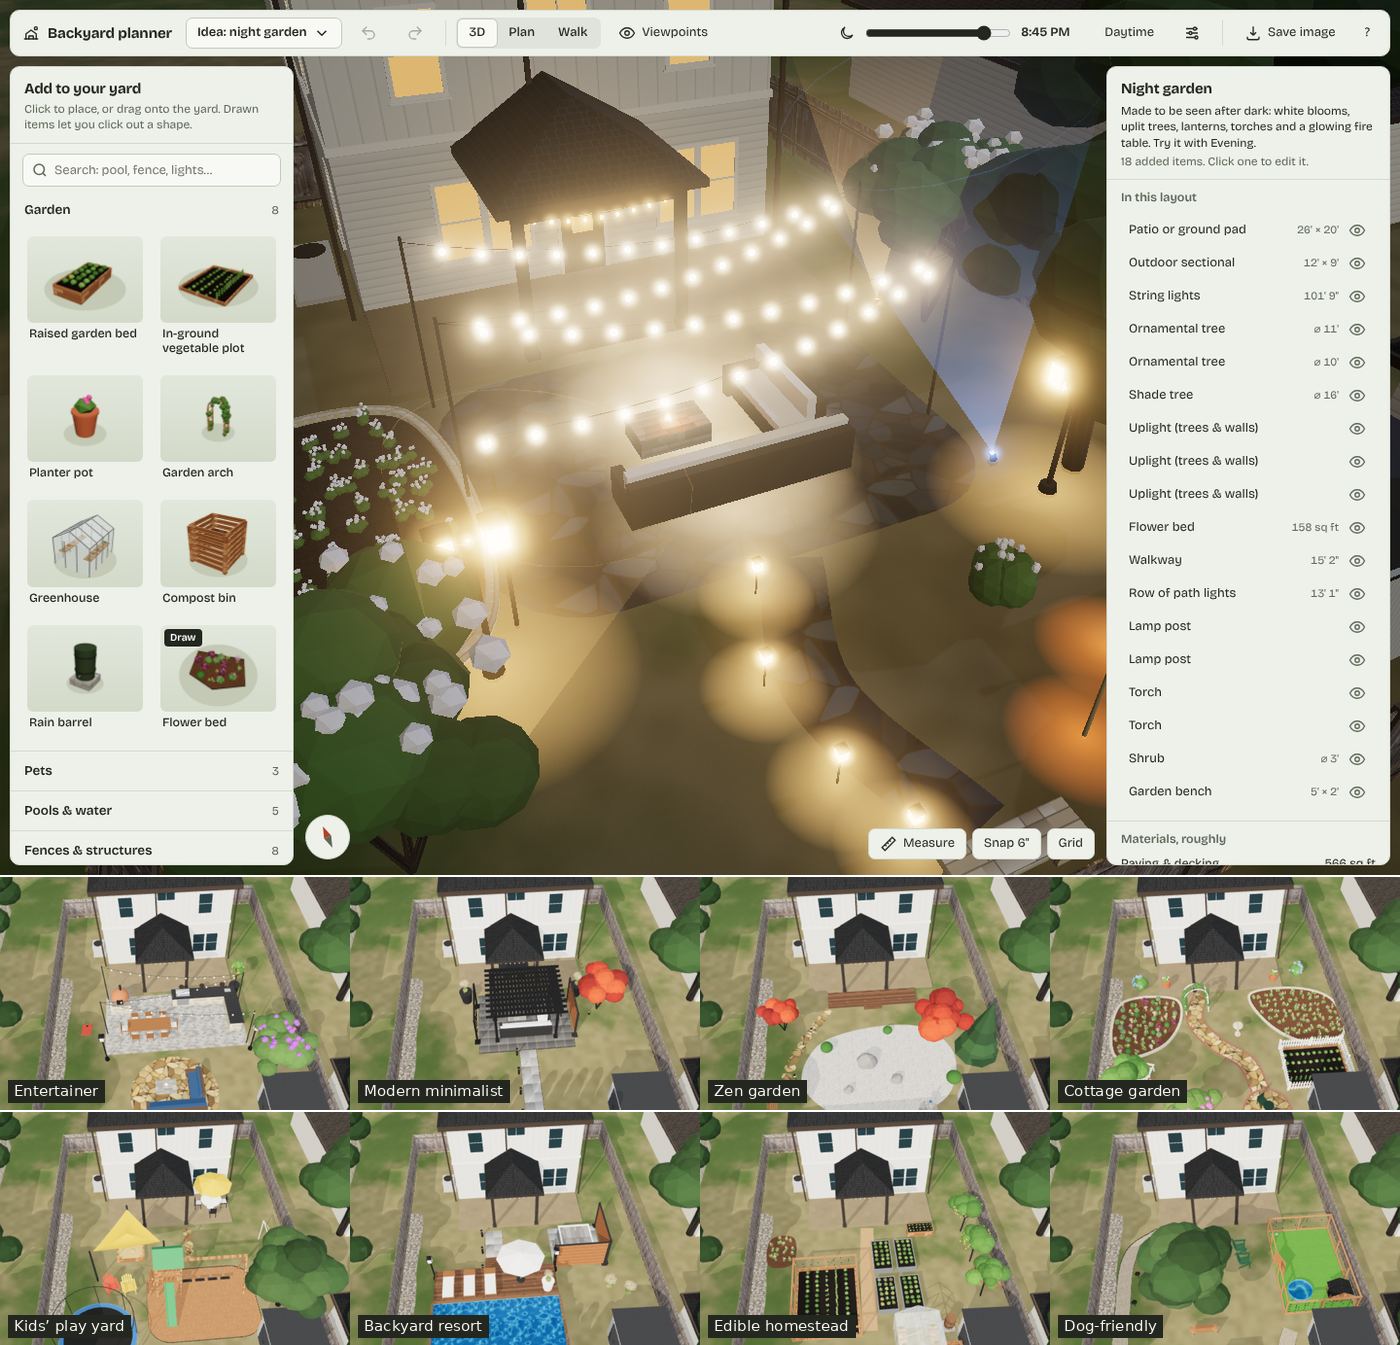 Backyard planner
Idea: night garden
3D
Plan
Walk
Viewpoints
8:45 PM
Daytime
Save image
?
Add to your yard
Click to place, or drag onto the yard. Drawn
items let you click out a shape.
Search: pool, fence, lights...
Garden 8
Raised garden bed
In-ground
vegetable plot
Planter pot
Garden arch
Greenhouse
Compost bin
Draw
Rain barrel
Flower bed
Pets 3
Pools & water 5
Fences & structures 8
Measure
Snap 6"
Grid
Night garden
Made to be seen after dark: white blooms,
uplit trees, lanterns, torches and a glowing fire
table. Try it with Evening.
18 added items. Click one to edit it.
In this layout
Patio or ground pad 26' × 20'
Outdoor sectional 12' × 9'
String lights 101' 9"
Ornamental tree ⌀ 11'
Ornamental tree ⌀ 10'
Shade tree ⌀ 16'
Uplight (trees & walls)
Uplight (trees & walls)
Uplight (trees & walls)
Flower bed 158 sq ft
Walkway 15' 2"
Row of path lights 13' 1"
Lamp post
Lamp post
Torch
Torch
Shrub ⌀ 3'
Garden bench 5' × 2'
Materials, roughly
Paving & decking 566 sq ft
Entertainer
Modern minimalist
Zen garden
Cottage garden
Kids' play yard
Backyard resort
Edible homestead
Dog-friendly